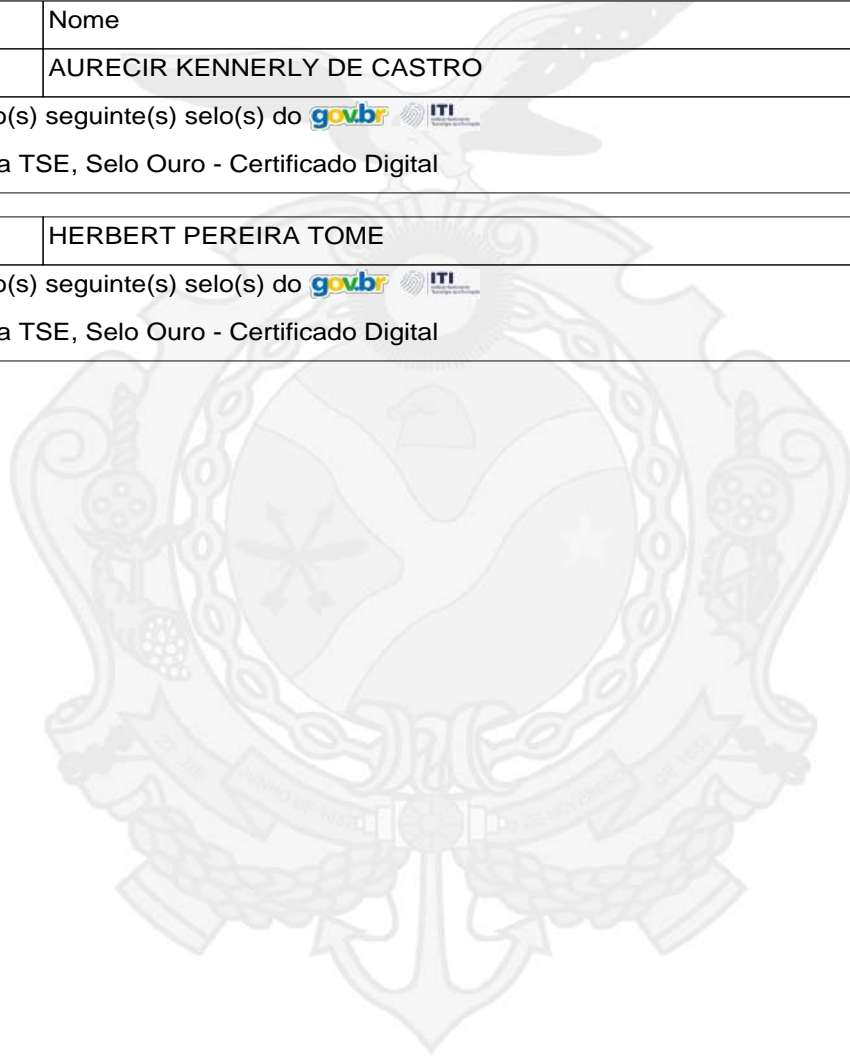 Nome
AURECIR KENNERLY DE CASTRO
o(s) seguinte(s) selo(s) do gov.br ITI
a TSE, Selo Ouro - Certificado Digital
HERBERT PEREIRA TOME
o(s) seguinte(s) selo(s) do gov.br ITI
a TSE, Selo Ouro - Certificado Digital